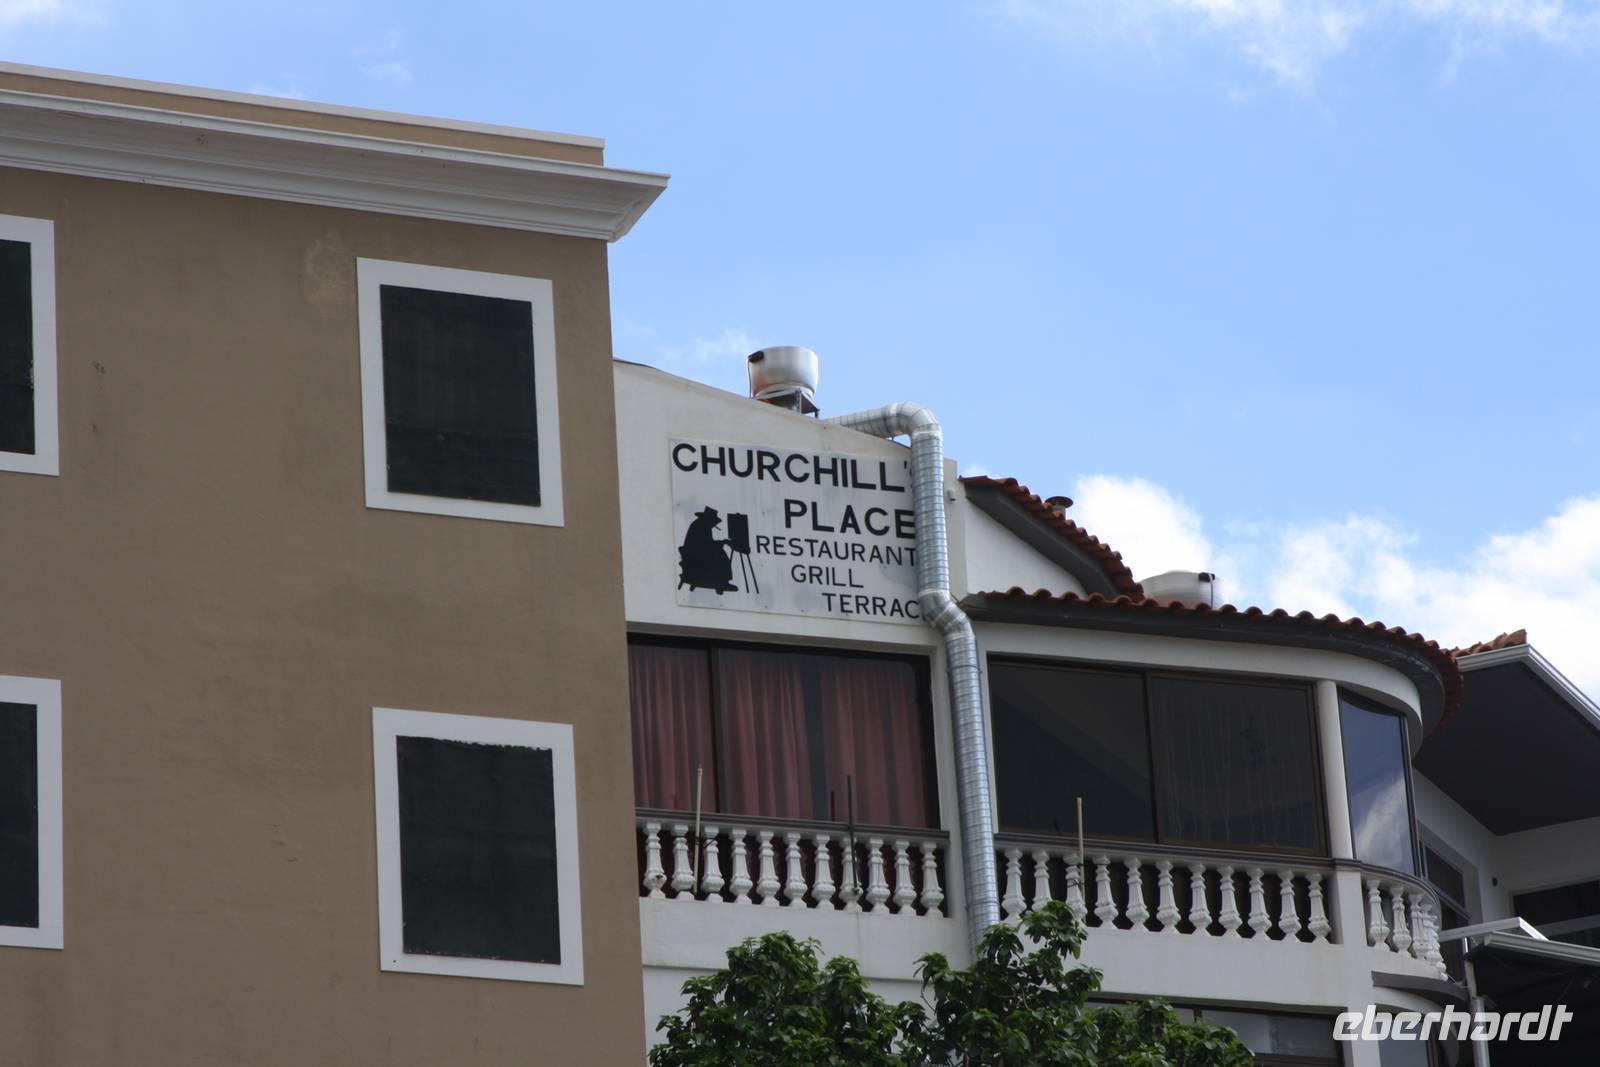 CHURCHILL'S
PLACE
RESTAURANT
GRILL
TERRAC
eberhardt